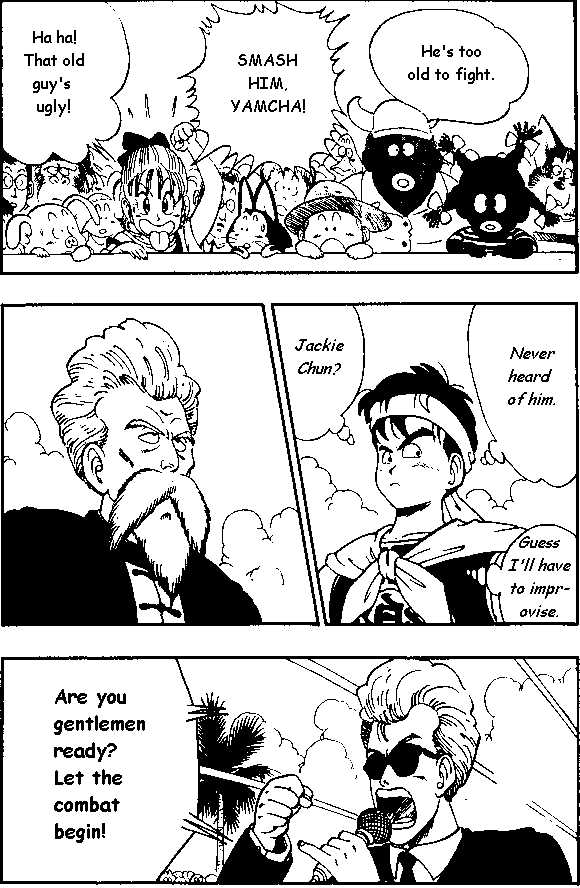 Ha ha!
That old
guy's
ugly!
SMASH
HIM,
YAMCHA!
He's too
old to fight.
Jackie
Chun?
Never
heard
of him.
Guess
I'll have
to impr-
ovise.
Are you
gentlemen
ready?
Let the
combat
begin!